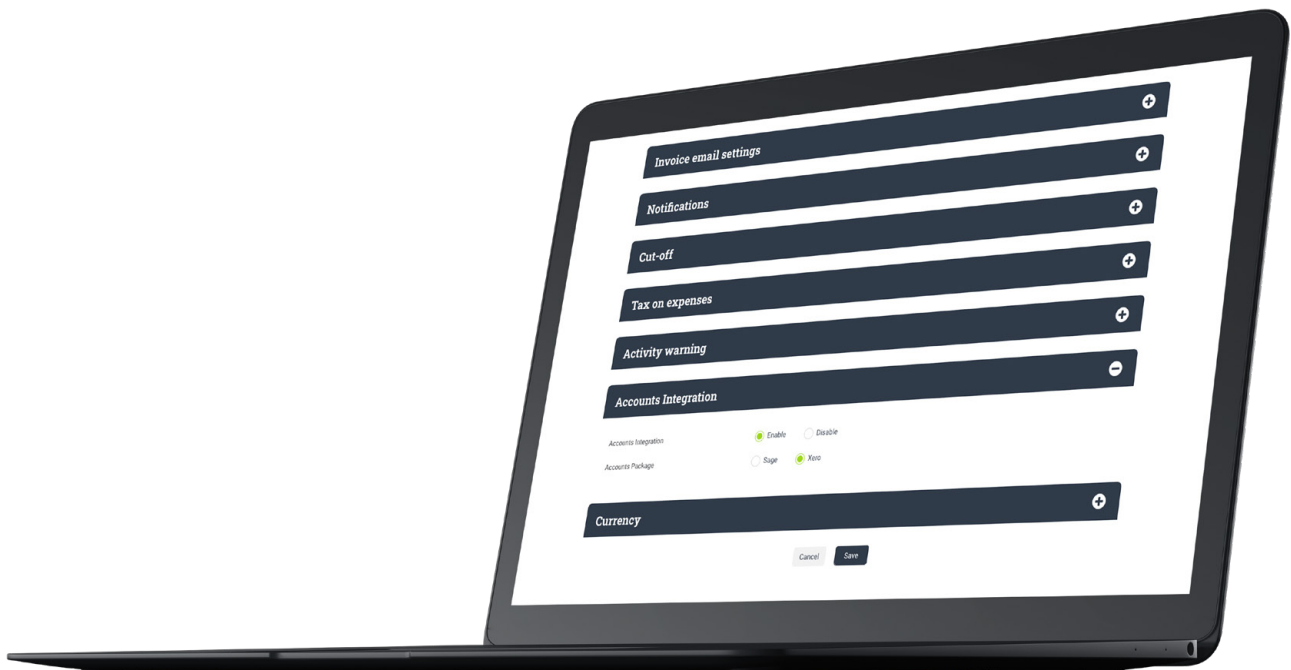 Invoice email settings
Notifications
Cut-off
Tax on expenses
Activity warning
Accounts Integration
Accounts Integration Enable Disable
Accounts Package Sage Xero
Currency
Cancel Save